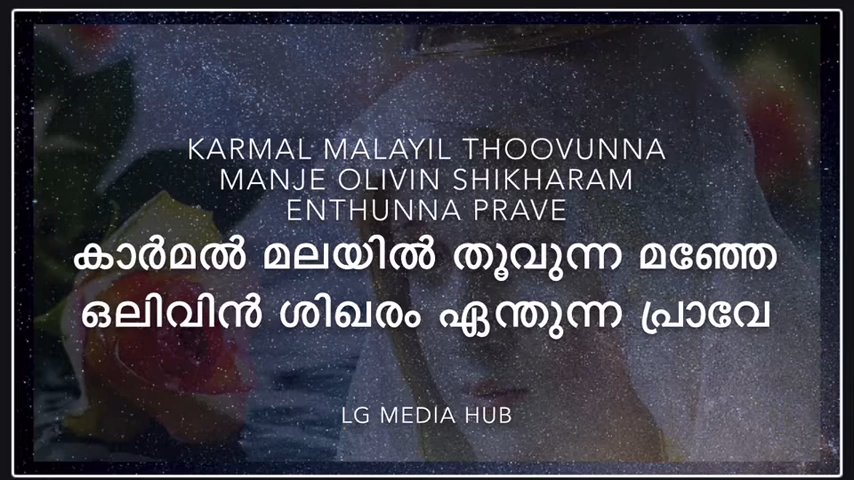 KARMAL MALAYIL THOOVUNNA
MANJE OLIVIN SHIKHARAM
ENTHUNNA PRAVE
കാർമൽ മലയിൽ തൂവുന്ന മഞ്ഞേ
ഒലിവിൻ ശിഖരം ഏന്തുന്ന പ്രാവേ
LG MEDIA HUB